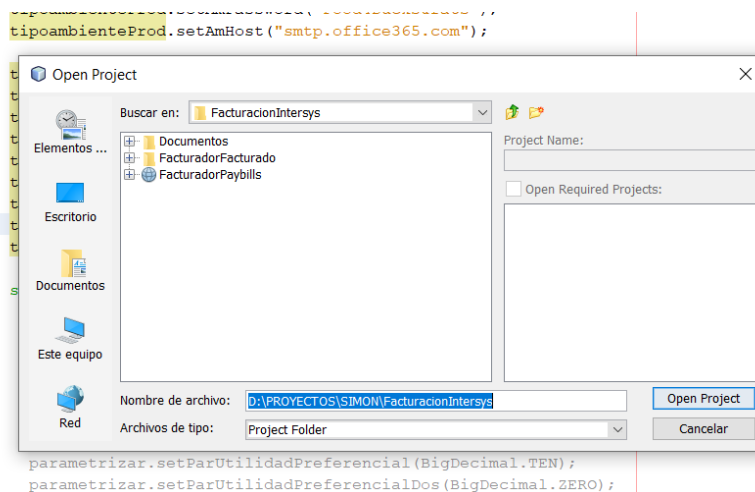 tipoambienteProd.setAmHost("smtp.office365.com");
Open Project
Buscar en: FacturacionIntersys
Elementos ...
Escritorio
Documentos
Este equipo
Red
Documentos
FacturadorFacturado
FacturadorPaybills
Project Name:
Open Required Projects:
Nombre de archivo: D:\PROYECTOS\SIMON\FacturacionIntersys
Open Project
Archivos de tipo: Project Folder
Cancelar
parametrizar.setParUtilidadPreferencial(BigDecimal.TEN);
parametrizar.setParUtilidadPreferencialDos(BigDecimal.ZERO);